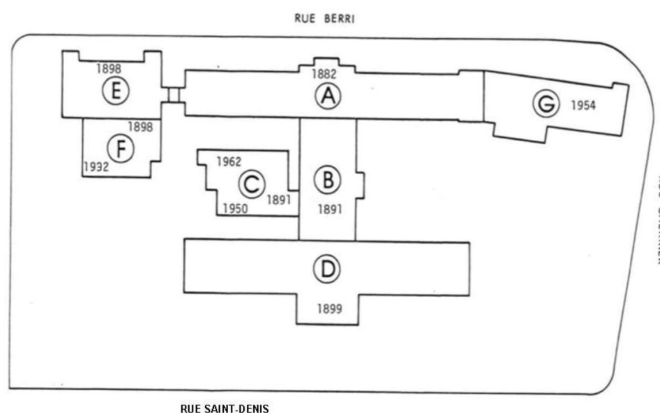 RUE BERRI
1898
E
1882
A
G 1954
1898
F
1932
1962
C
1891
1950
B
1891
D
1899
RUE SAINT-DENIS